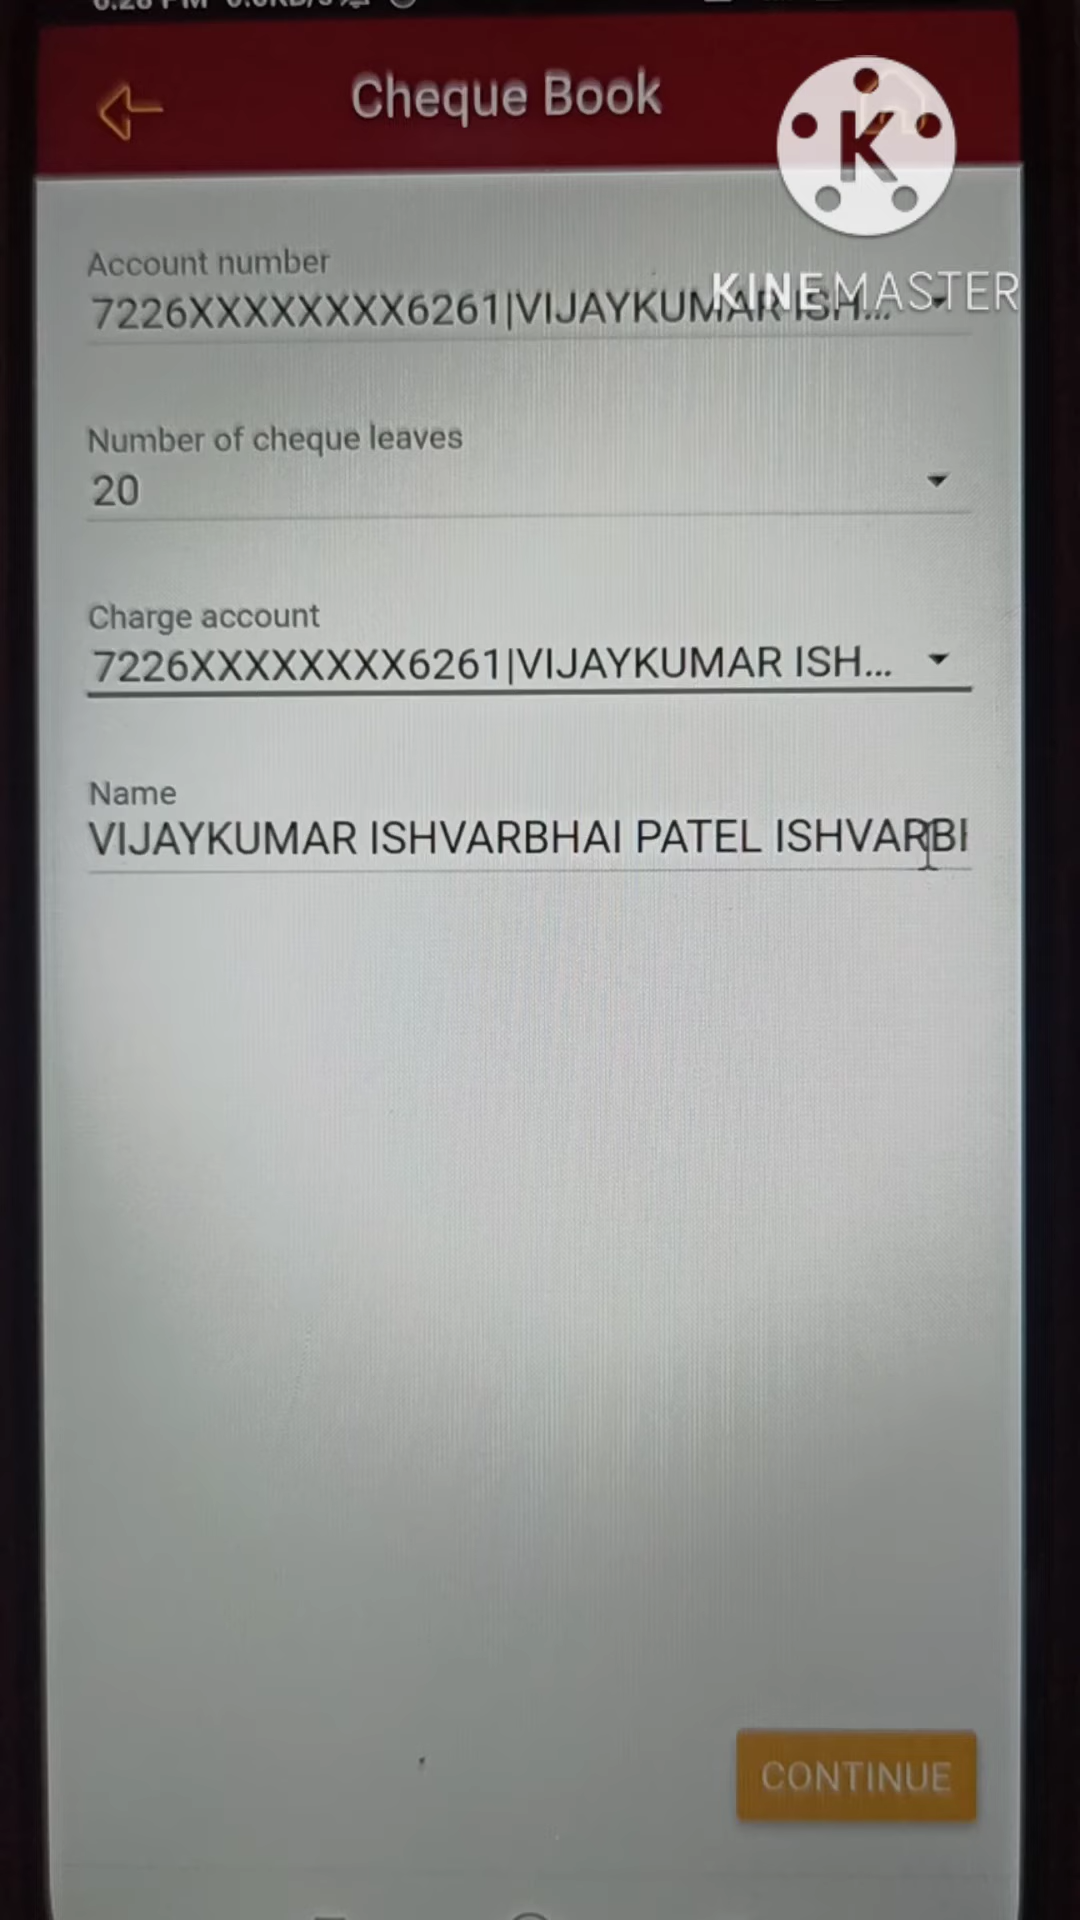 Cheque Book
K
KINEMASTER
Account number
7226XXXXXXXX6261|VIJAYKUMAR ISH...
Number of cheque leaves
20
Charge account
7226XXXXXXXX6261|VIJAYKUMAR ISH...
Name
VIJAYKUMAR ISHVARBHAI PATEL ISHVARBI
CONTINUE